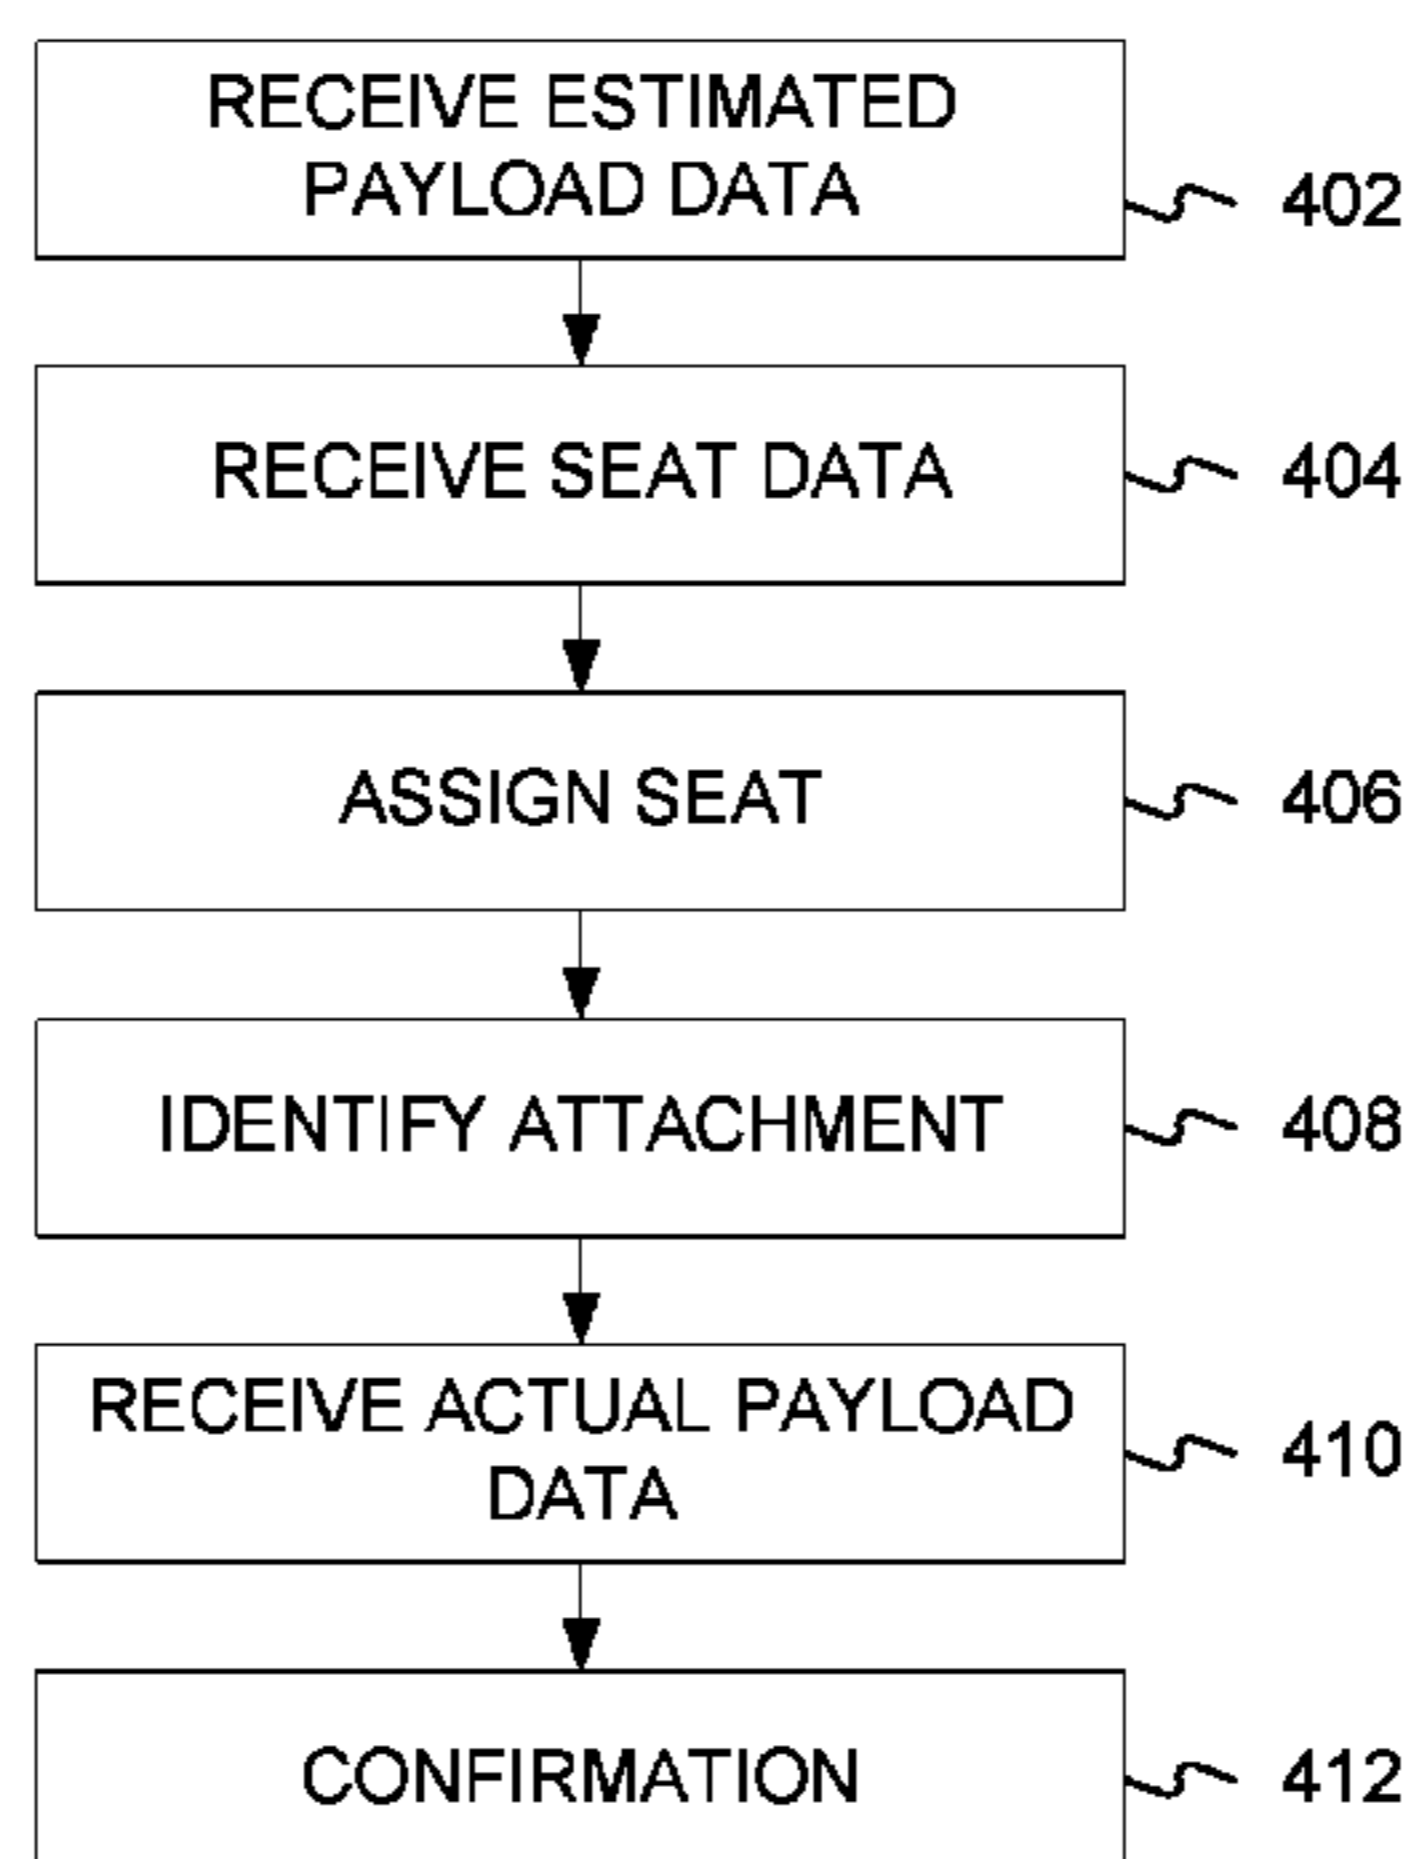 RECEIVE ESTIMATED
PAYLOAD DATA
402
RECEIVE SEAT DATA
404
ASSIGN SEAT
406
IDENTIFY ATTACHMENT
408
RECEIVE ACTUAL PAYLOAD
DATA
410
CONFIRMATION
412